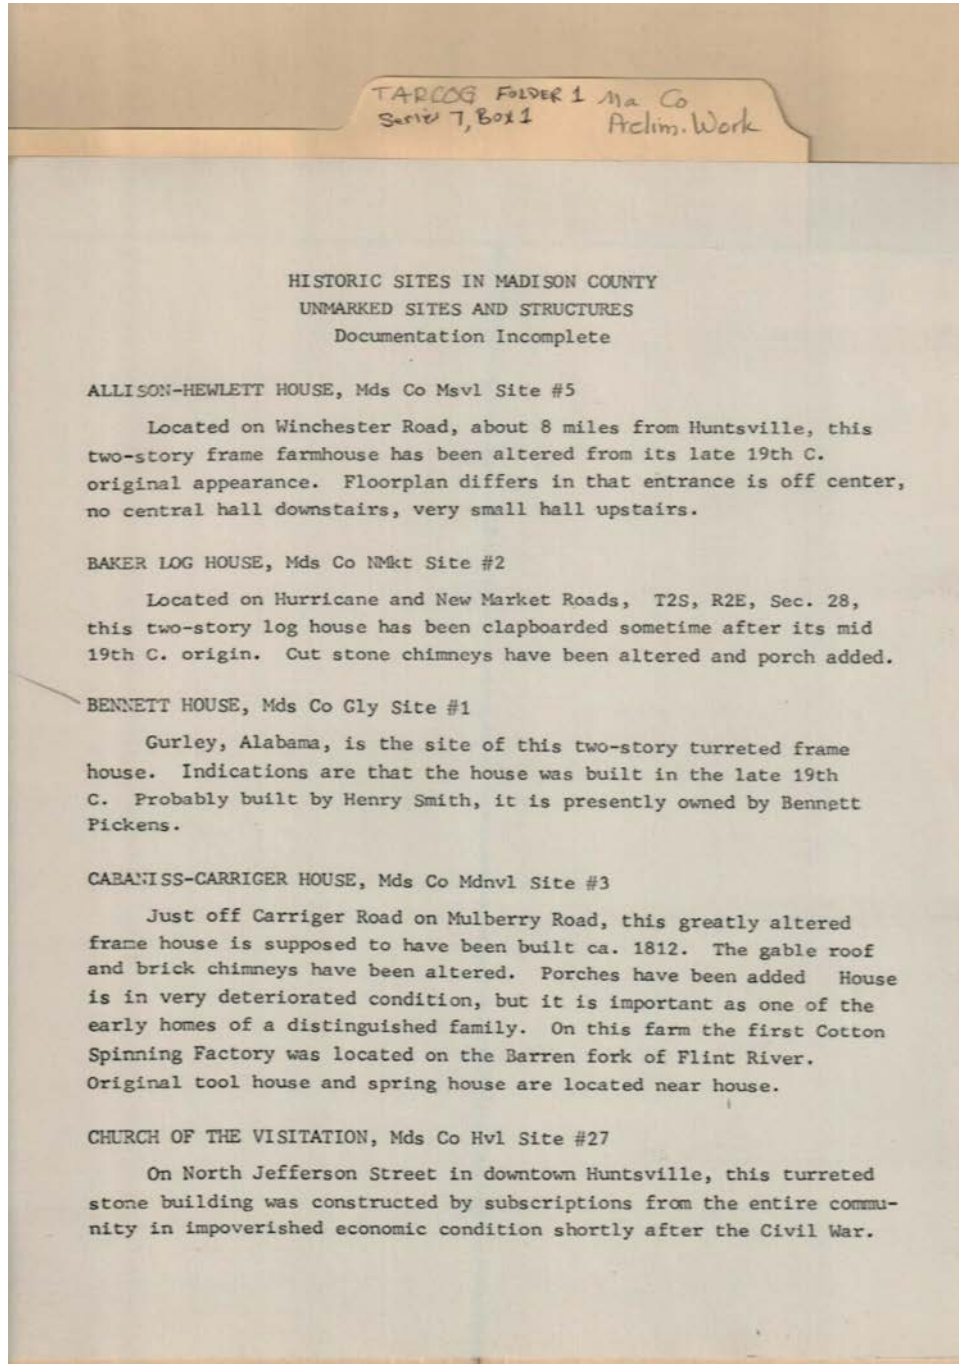 TARCOG FOLDER 1 Ma Co
Series 7, Box 1 Prelim. Work
HISTORIC SITES IN MADISON COUNTY
UNMARKED SITES AND STRUCTURES
Documentation Incomplete
ALLISON-HEWLETT HOUSE, Mds Co Msvl Site #5
Located on Winchester Road, about 8 miles from Huntsville, this
two-story frame farmhouse has been altered from its late 19th C.
original appearance. Floorplan differs in that entrance is off center,
no central hall downstairs, very small hall upstairs.
BAKER LOG HOUSE, Mds Co NMkt Site #2
Located on Hurricane and New Market Roads, T2S, R2E, Sec. 28,
this two-story log house has been clapboarded sometime after its mid
19th C. origin. Cut stone chimneys have been altered and porch added.
BENNETT HOUSE, Mds Co Gly Site #1
Gurley, Alabama, is the site of this two-story turreted frame
house. Indications are that the house was built in the late 19th
C. Probably built by Henry Smith, it is presently owned by Bennett
Pickens.
CABANISS-CARRIGER HOUSE, Mds Co Mdnvl Site #3
Just off Carriger Road on Mulberry Road, this greatly altered
frame house is supposed to have been built ca. 1812. The gable roof
and brick chimneys have been altered. Porches have been added House
is in very deteriorated condition, but it is important as one of the
early homes of a distinguished family. On this farm the first Cotton
Spinning Factory was located on the Barren fork of Flint River.
Original tool house and spring house are located near house.
CHURCH OF THE VISITATION, Mds Co Hvl Site #27
On North Jefferson Street in downtown Huntsville, this turreted
stone building was constructed by subscriptions from the entire commu-
nity in impoverished economic condition shortly after the Civil War.